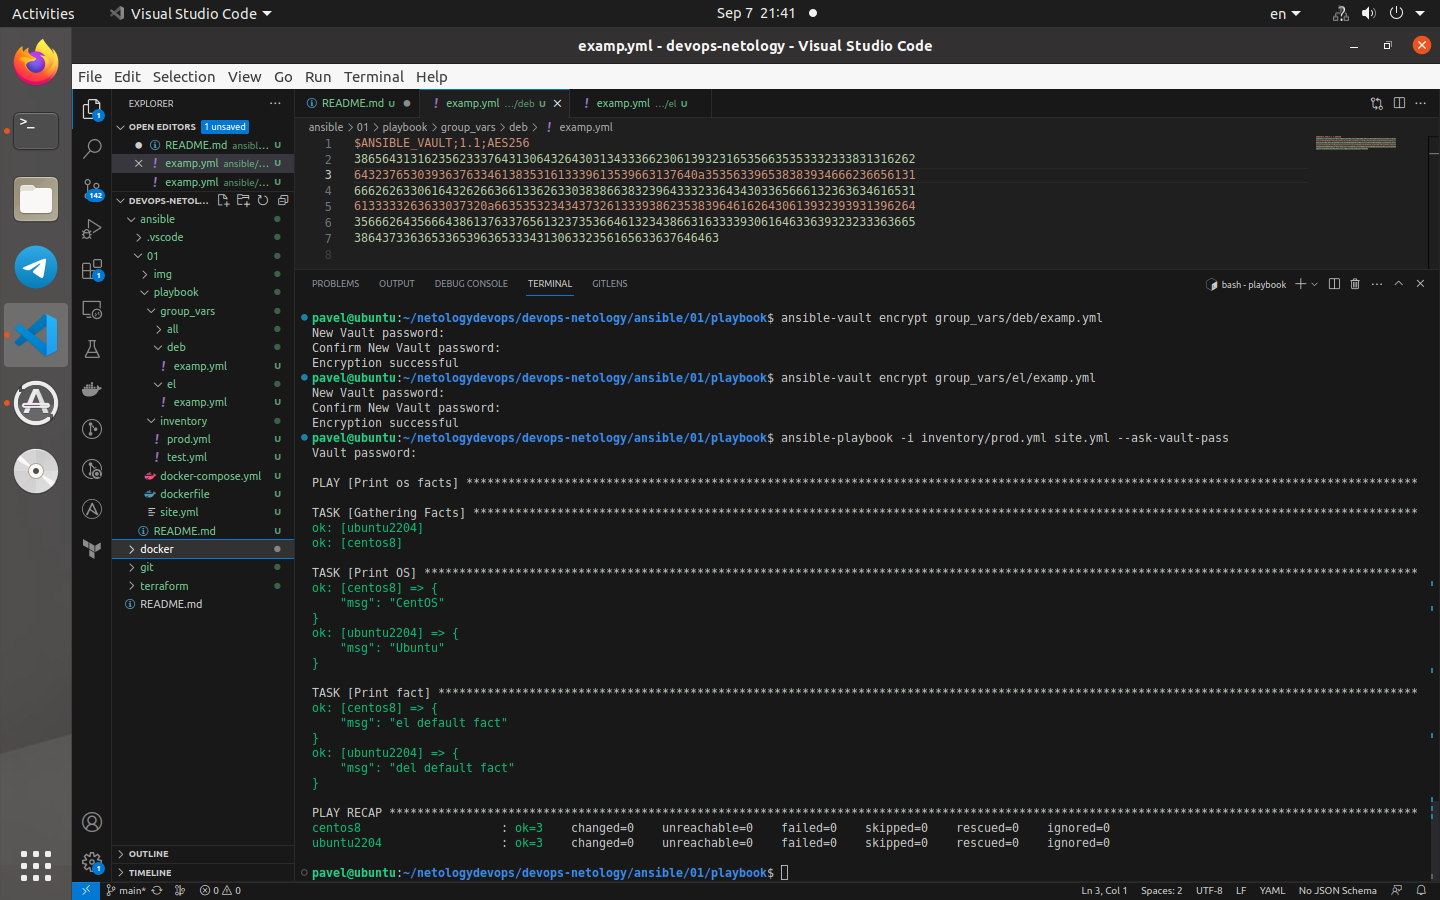 Activities
Visual Studio Code
Sep 7 21:41
en
examp.yml - devops-netology - Visual Studio Code
File Edit Selection View Go Run Terminal Help
EXPLORER
OPEN EDITORS 1 unsaved
README.md ansibl... U
examp.yml ansible/... U
examp.yml ansible/... U
DEVOPS-NETOL...
ansible
.vscode
01
img
playbook
group_vars
all
deb
examp.yml U
el
examp.yml U
inventory
prod.yml U
test.yml U
docker-compose.yml U
dockerfile U
site.yml U
README.md U
docker
git
terraform
README.md
OUTLINE
TIMELINE
1
142
1
1
README.md U
examp.yml .../deb U
examp.yml .../el U
ansible > 01 > playbook > group_vars > deb > ! examp.yml
1 $ANSIBLE_VAULT;1.1;AES256
2
3
4
5
6
7
8
PROBLEMS OUTPUT DEBUG CONSOLE TERMINAL GITLENS
bash - playbook
pavel@ubuntu:~/netologydevops/devops-netology/ansible/01/playbook$ ansible-vault encrypt group_vars/deb/examp.yml
New Vault password:
Confirm New Vault password:
Encryption successful
pavel@ubuntu:~/netologydevops/devops-netology/ansible/01/playbook$ ansible-vault encrypt group_vars/el/examp.yml
New Vault password:
Confirm New Vault password:
Encryption successful
pavel@ubuntu:~/netologydevops/devops-netology/ansible/01/playbook$ ansible-playbook -i inventory/prod.yml site.yml --ask-vault-pass
Vault password:
PLAY [Print os facts] ****************************************************************************************************************************************
TASK [Gathering Facts] ***************************************************************************************************************************************
ok: [ubuntu2204]
ok: [centos8]
TASK [Print OS] **********************************************************************************************************************************************
ok: [centos8] => {
"msg": "CentOS"
}
ok: [ubuntu2204] => {
"msg": "Ubuntu"
}
TASK [Print fact] ********************************************************************************************************************************************
ok: [centos8] => {
"msg": "el default fact"
}
ok: [ubuntu2204] => {
"msg": "del default fact"
}
PLAY RECAP ***************************************************************************************************************************************************
centos8 : ok=3 changed=0 unreachable=0 failed=0 skipped=0 rescued=0 ignored=0
ubuntu2204 : ok=3 changed=0 unreachable=0 failed=0 skipped=0 rescued=0 ignored=0
pavel@ubuntu:~/netologydevops/devops-netology/ansible/01/playbook$
main* 0 0
Ln 3, Col 1 Spaces: 2 UTF-8 LF YAML No JSON Schema